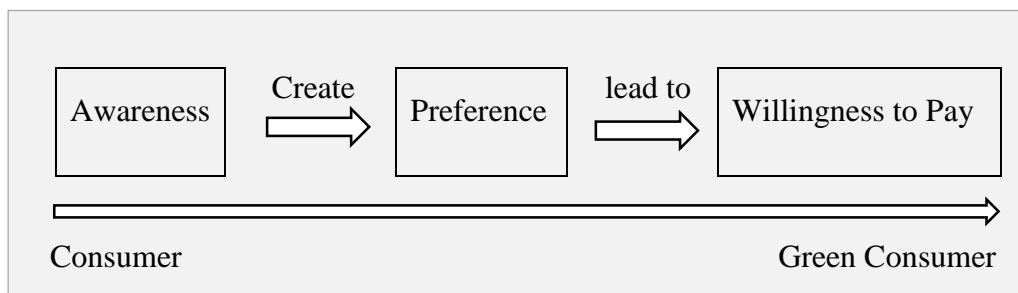 Create
lead to
Awareness
Preference
Willingness to Pay
Consumer
Green Consumer